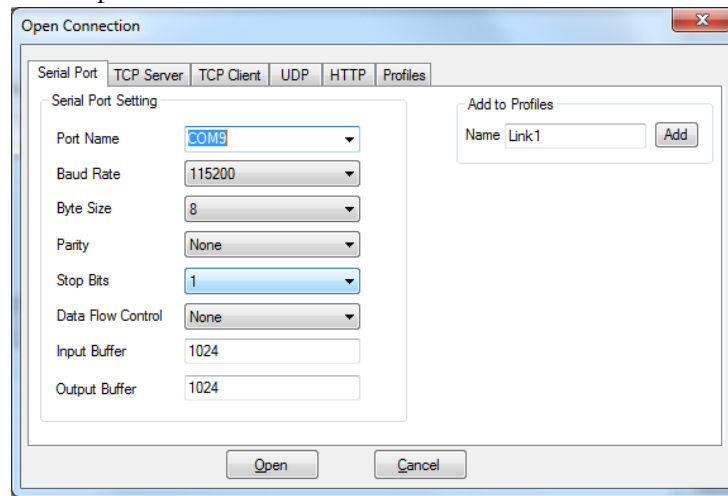 Open Connection
x
Serial Port TCP Server TCP Client UDP HTTP Profiles
Serial Port Setting
Port Name COM9
Baud Rate 115200
Byte Size 8
Parity None
Stop Bits 1
Data Flow Control None
Input Buffer 1024
Output Buffer 1024
Add to Profiles
Name Link1 Add
Open Cancel